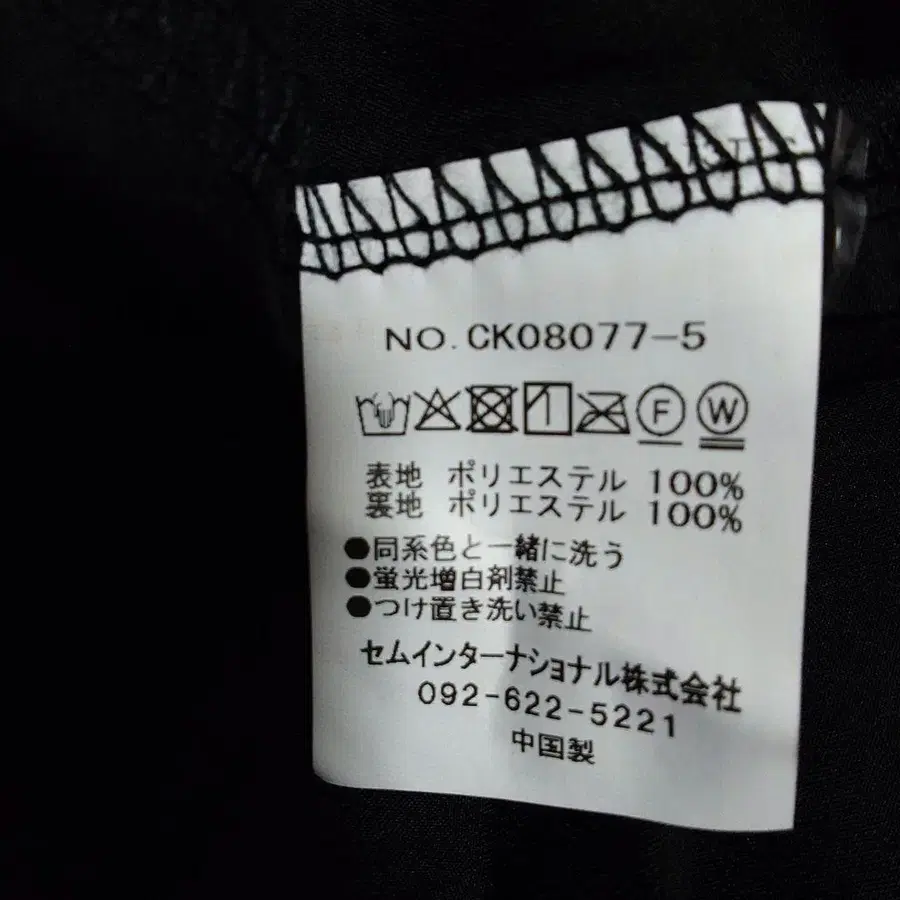 NO.CK08077-5
F W
表地 ポリエステル 100%
裏地 ポリエステル 100%
●同系色と一緒に洗う
●蛍光増白剤禁止
●つけ置き洗い禁止
セムインターナショナル株式会社
092-622-5221
中国製